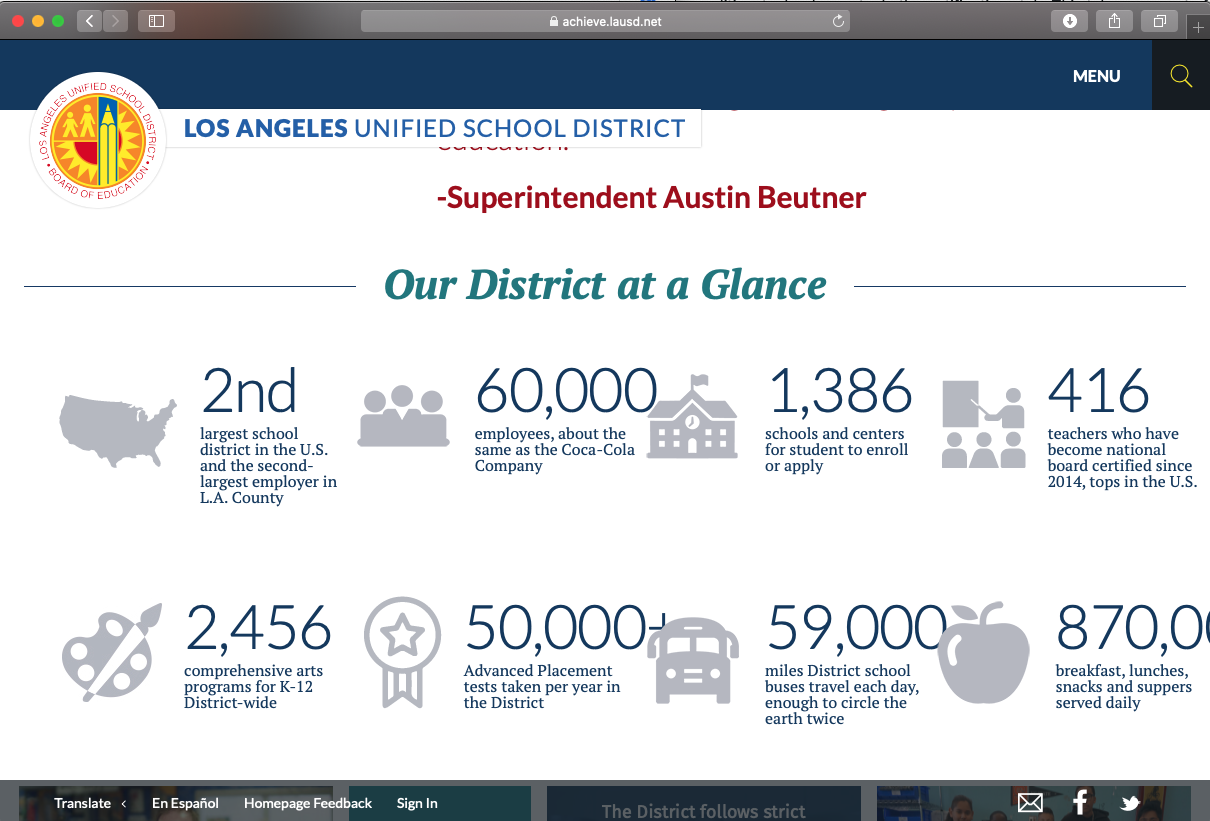 achieve.lausd.net
MENU
LOS ANGELES UNIFIED SCHOOL DISTRICT • BOARD OF EDUCATION •
LOS ANGELES UNIFIED SCHOOL DISTRICT
education."
-Superintendent Austin Beutner
Our District at a Glance
2nd
largest school
district in the U.S.
and the second-
largest employer in
L.A. County
60,000
employees, about the
same as the Coca-Cola
Company
1,386
schools and centers
for student to enroll
or apply
416
teachers who have
become national
board certified since
2014, tops in the U.S.
2,456
comprehensive arts
programs for K-12
District-wide
50,000+
Advanced Placement
tests taken per year in
the District
59,000
miles District school
buses travel each day,
enough to circle the
earth twice
870,00
breakfast, lunches,
snacks and suppers
served daily
Translate <
En Español
Homepage Feedback
Sign In
The District follows strict